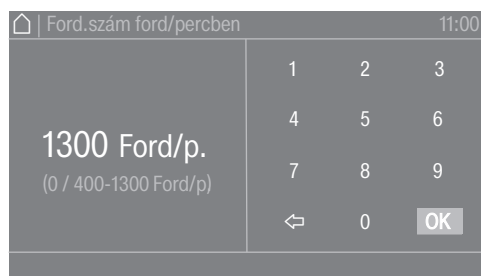 | Ford.szám ford/percben 11:00
1300 Ford/p.
(0 / 400-1300 Ford/p)
1 2 3
4 5 6
7 8 9
0 OK